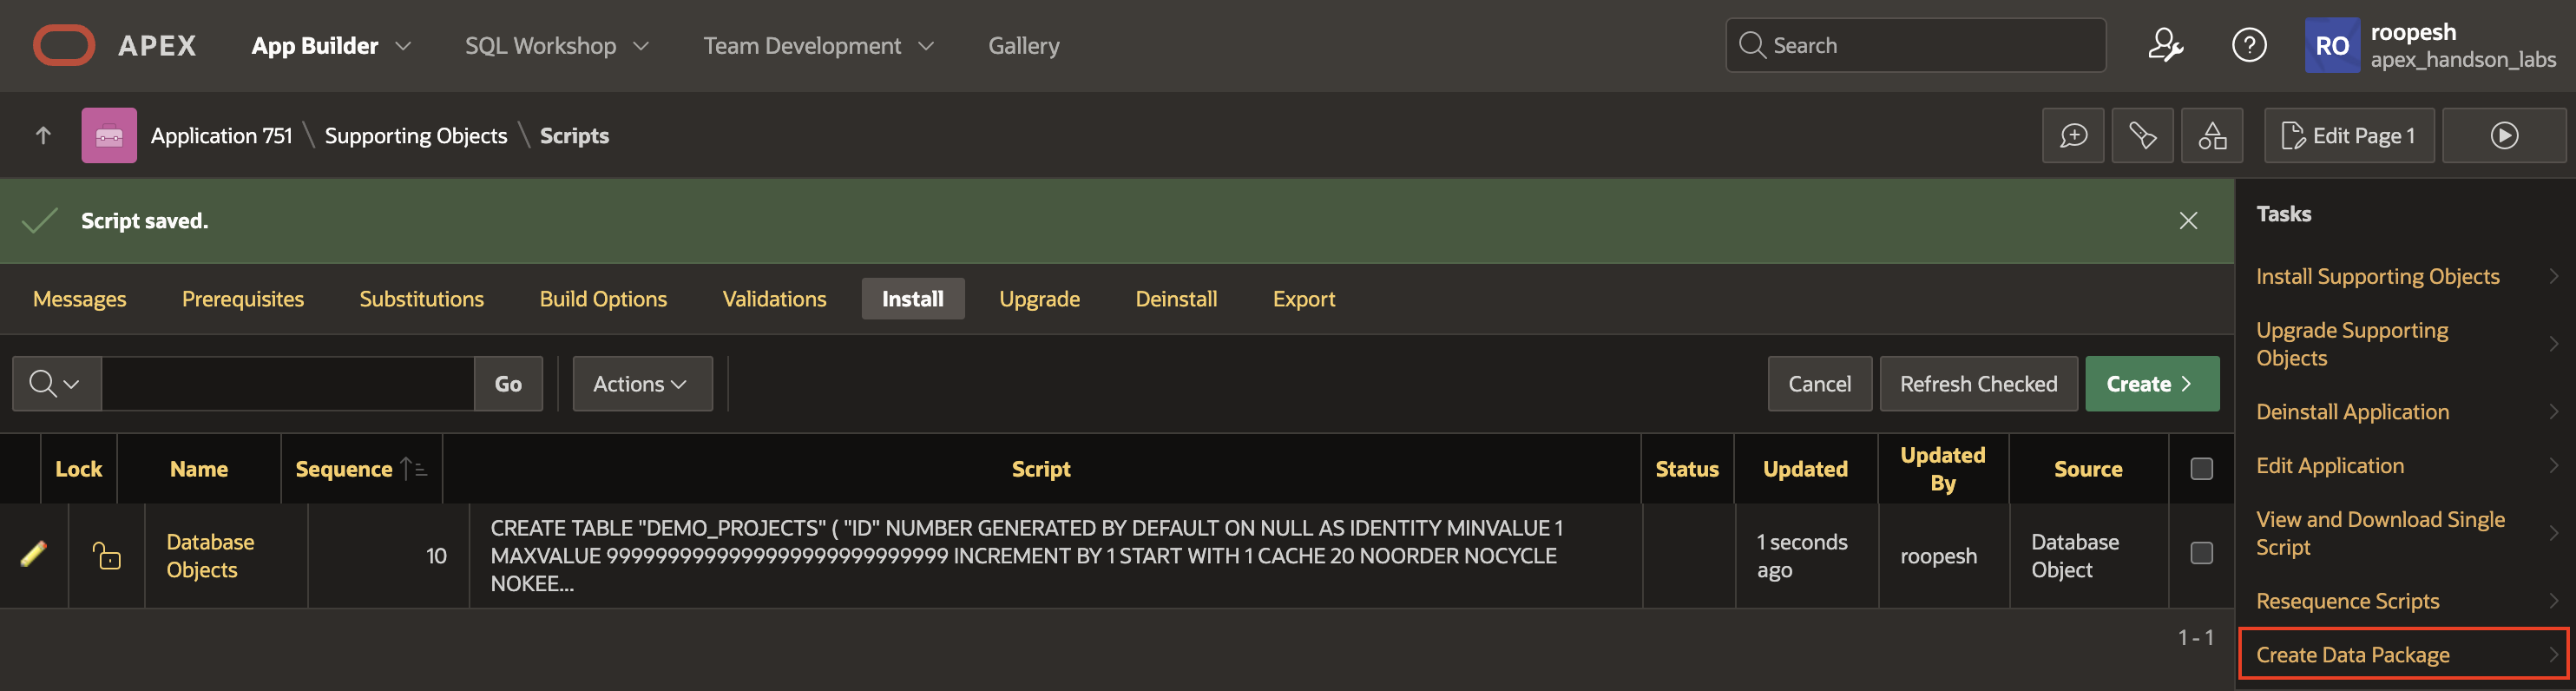 APEX
App Builder
SQL Workshop
Team Development
Gallery
Search
RO
roopesh
apex_handson_labs
Application 751 \ Supporting Objects \ Scripts
Edit Page 1
Script saved.
Messages
Prerequisites
Substitutions
Build Options
Validations
Install
Upgrade
Deinstall
Export
Go
Actions
Cancel
Refresh Checked
Create
Lock
Name
Sequence
Script
Status
Updated
Updated
By
Source
Database
Objects
10
CREATE TABLE "DEMO_PROJECTS" ( "ID" NUMBER GENERATED BY DEFAULT ON NULL AS IDENTITY MINVALUE 1
MAXVALUE 9999999999999999999999999999 INCREMENT BY 1 START WITH 1 CACHE 20 NOORDER NOCYCLE
NOKEE...
1 seconds
ago
roopesh
Database
Object
1 - 1
Tasks
Install Supporting Objects
Upgrade Supporting
Objects
Deinstall Application
Edit Application
View and Download Single
Script
Resequence Scripts
Create Data Package